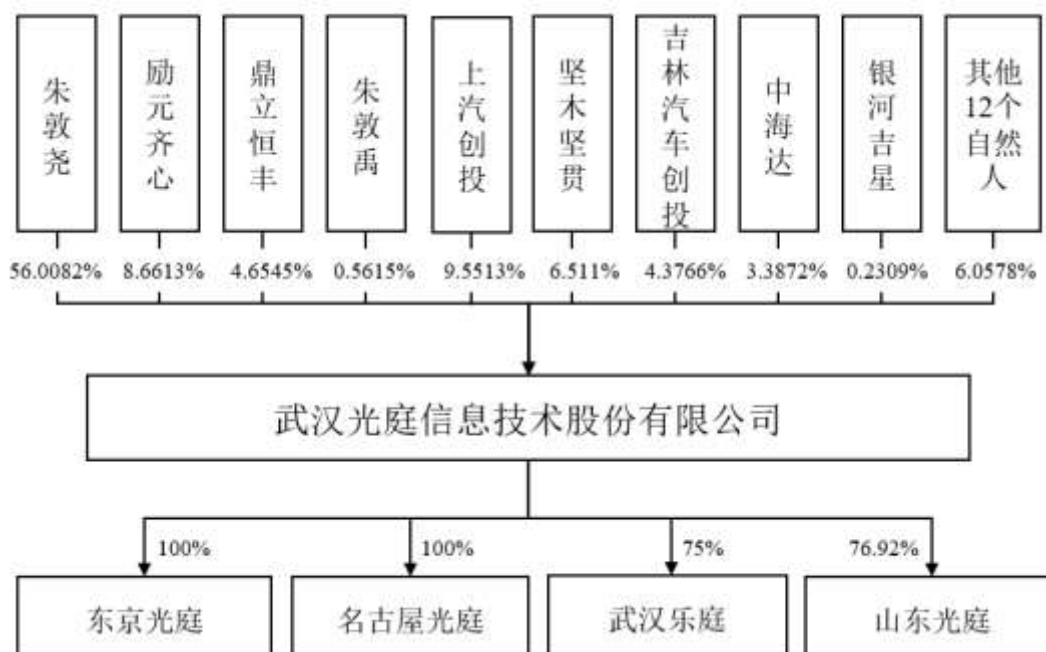 朱敦尧
励元齐心
鼎立恒丰
朱敦禹
上汽创投
坚木坚贯
吉林汽车创投
中海达
银河吉星
其他
12个
自然
人
56.0082%
8.6613%
4.6545%
0.5615%
9.5513%
6.511%
4.3766%
3.3872%
0.2309%
6.0578%
武汉光庭信息技术股份有限公司
100%
100%
75%
76.92%
东京光庭
名古屋光庭
武汉乐庭
山东光庭